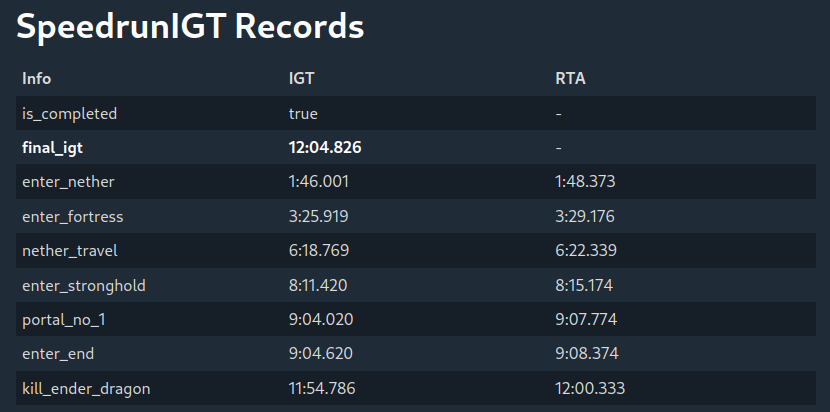 SpeedrunIGT Records
Info IGT RTA
is_completed true -
final_igt 12:04.826 -
enter_nether 1:46.001 1:48.373
enter_fortress 3:25.919 3:29.176
nether_travel 6:18.769 6:22.339
enter_stronghold 8:11.420 8:15.174
portal_no_1 9:04.020 9:07.774
enter_end 9:04.620 9:08.374
kill_ender_dragon 11:54.786 12:00.333